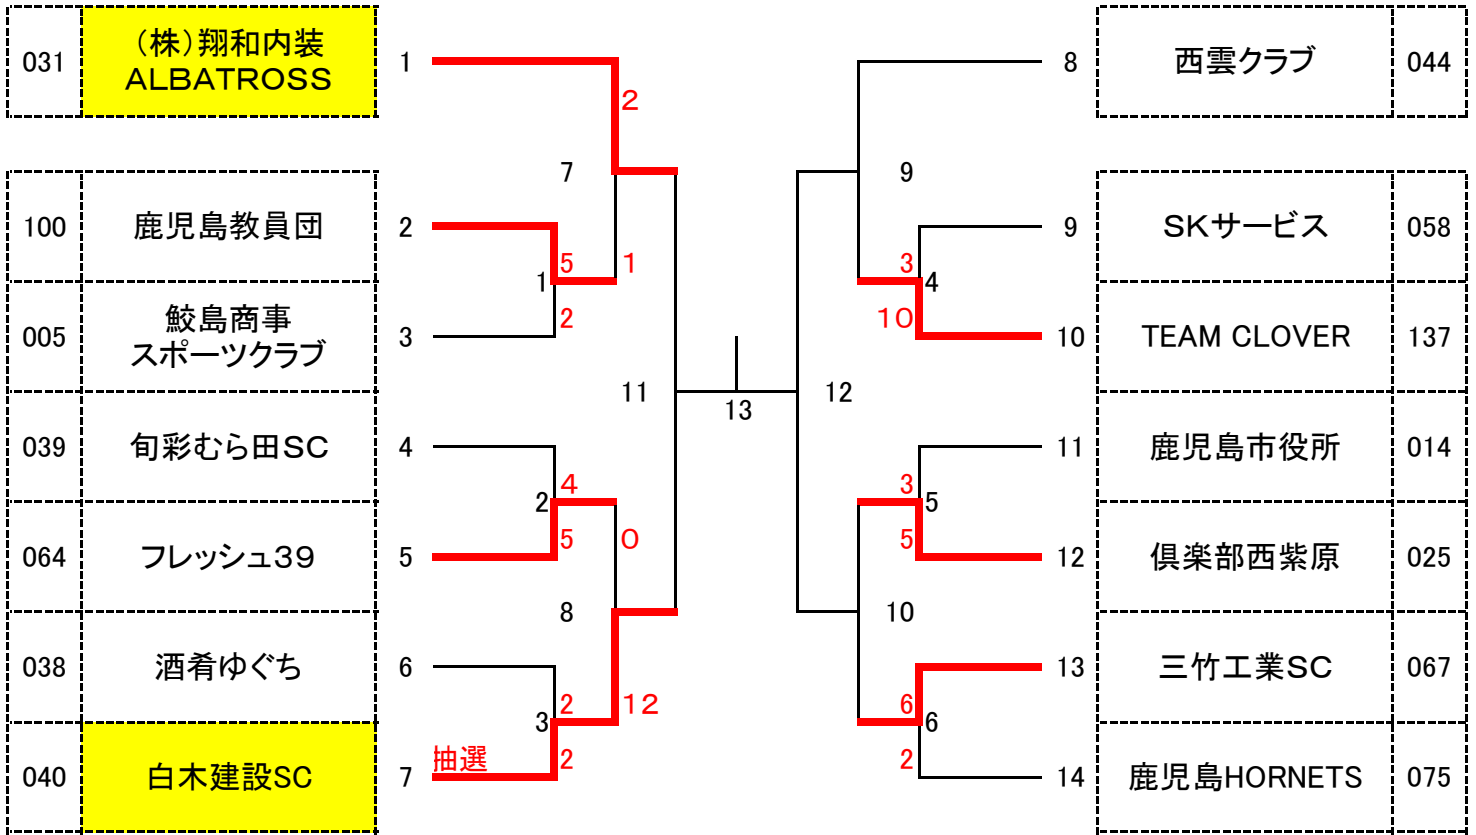 031 （株）翔和内装 1 8 西雲クラブ 044
ALBATROSS
2
7 9
100 鹿児島教員団 2 9 SKサービス 058
5 1 3
1 4
2 10
005 鮫島商事 3 10 TEAM CLOVER 137
スポーツクラブ
11 13 12
039 旬彩むら田SC 4 11 鹿児島市役所 014
4 3
2 5
5 0 5
064 フレッシュ39 5 12 倶楽部西紫原 025
8 10
038 酒肴ゆぐち 6 13 三竹工業SC 067
2 12 6
3 6
抽選 2 2
040 白木建設SC 7 14 鹿児島HORNETS 075